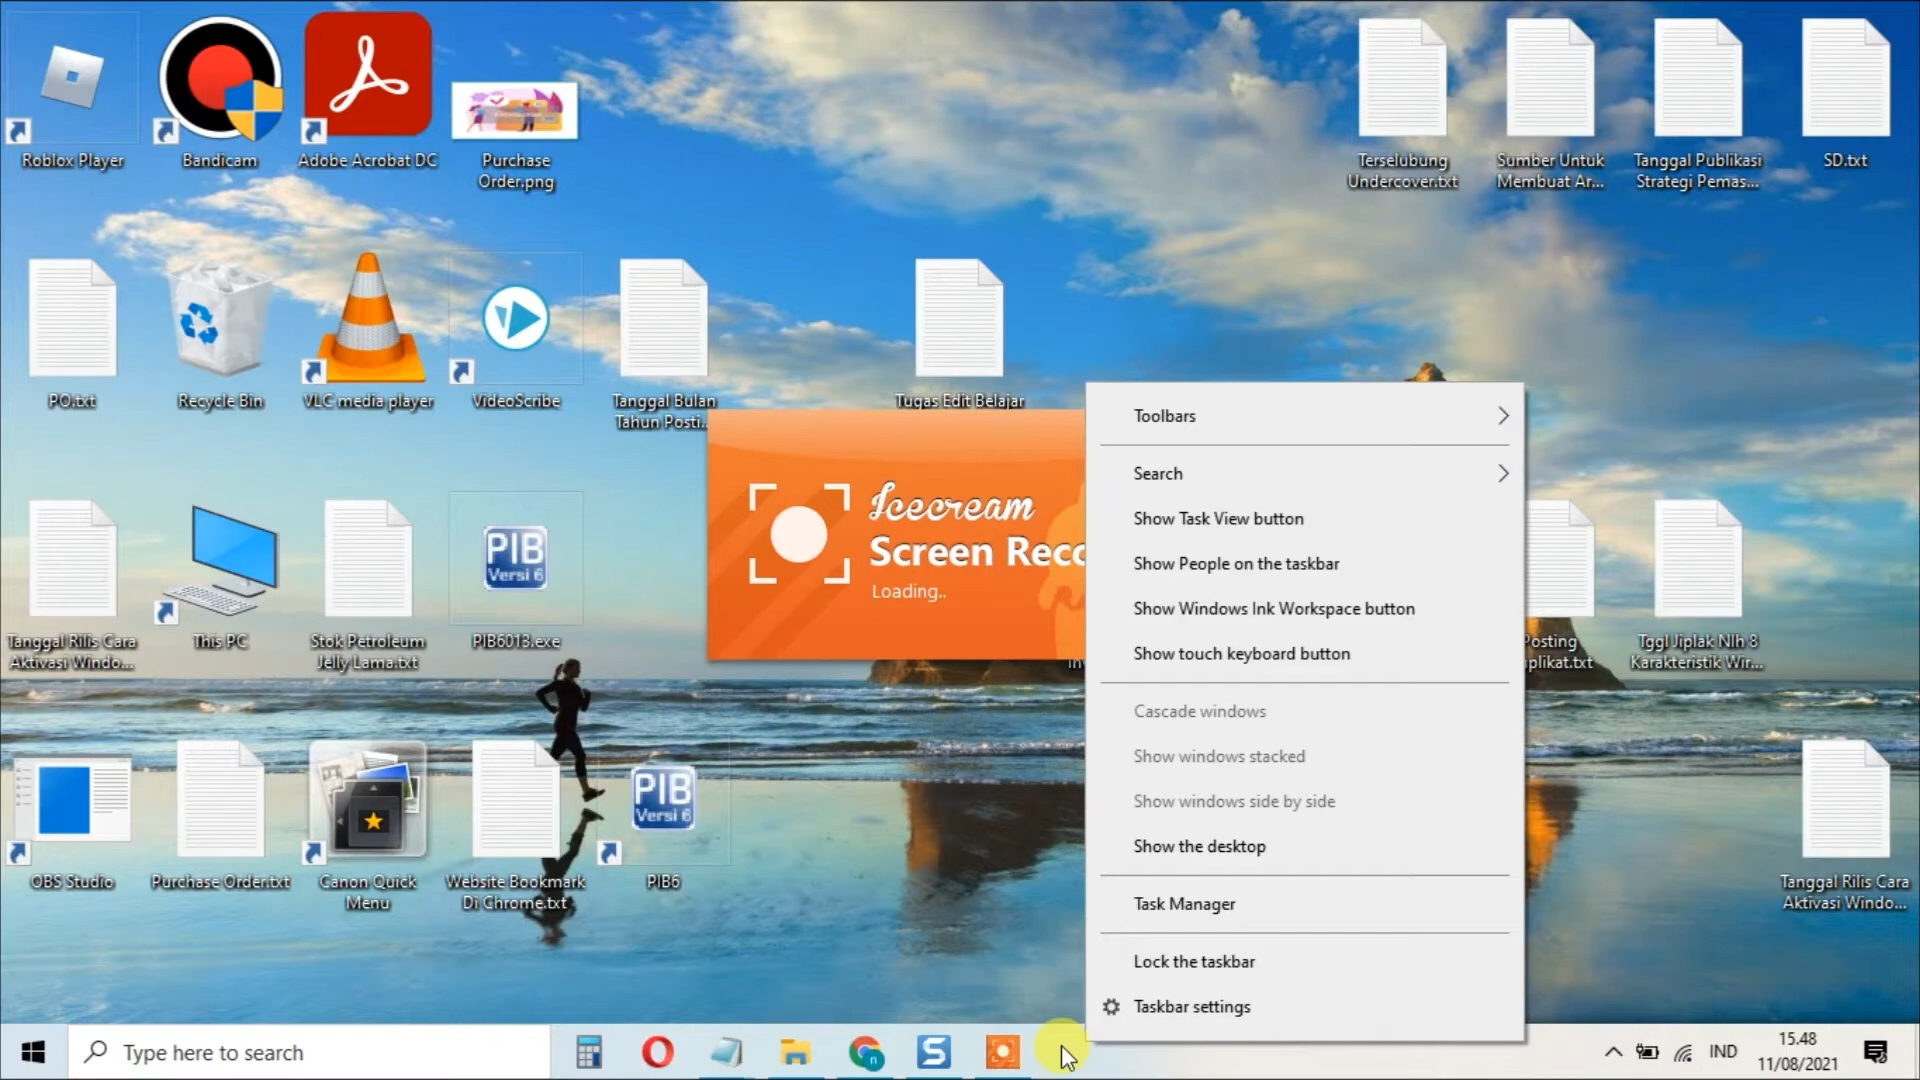 Roblox Player
Bandicam
Adobe Acrobat DC
Purchase
Order.png
Terselubung
Undercover.txt
Sumber Untuk
Membuat Ar...
Tanggal Publikasi
Strategi Pemas...
SD.txt
PO.txt
Recycle Bin
VLC media player
VideoScribe
Tanggal Bulan
Tahun Posti...
Tugas Edit Belajar
Icecream
Screen Reco
Loading..
Tanggal Rilis Cara
Aktivasi Windo...
This PC
Stok Petroleum
Jelly Lama.txt
PIB
Versi 6
PIB6013.exe
Posting
plikat.txt
Tggl Jiplak Nlh 8
Karakteristik Wir...
OBS Studio
Purchase Order.txt
Canon Quick
Menu
Website Bookmark
Di Chrome.txt
PIB
Versi 6
PIB6
Tanggal Rilis Cara
Aktivasi Windo...
Toolbars
Search
Show Task View button
Show People on the taskbar
Show Windows Ink Workspace button
Show touch keyboard button
Cascade windows
Show windows stacked
Show windows side by side
Show the desktop
Task Manager
Lock the taskbar
Taskbar settings
Type here to search
n
S
IND
15.48
11/08/2021